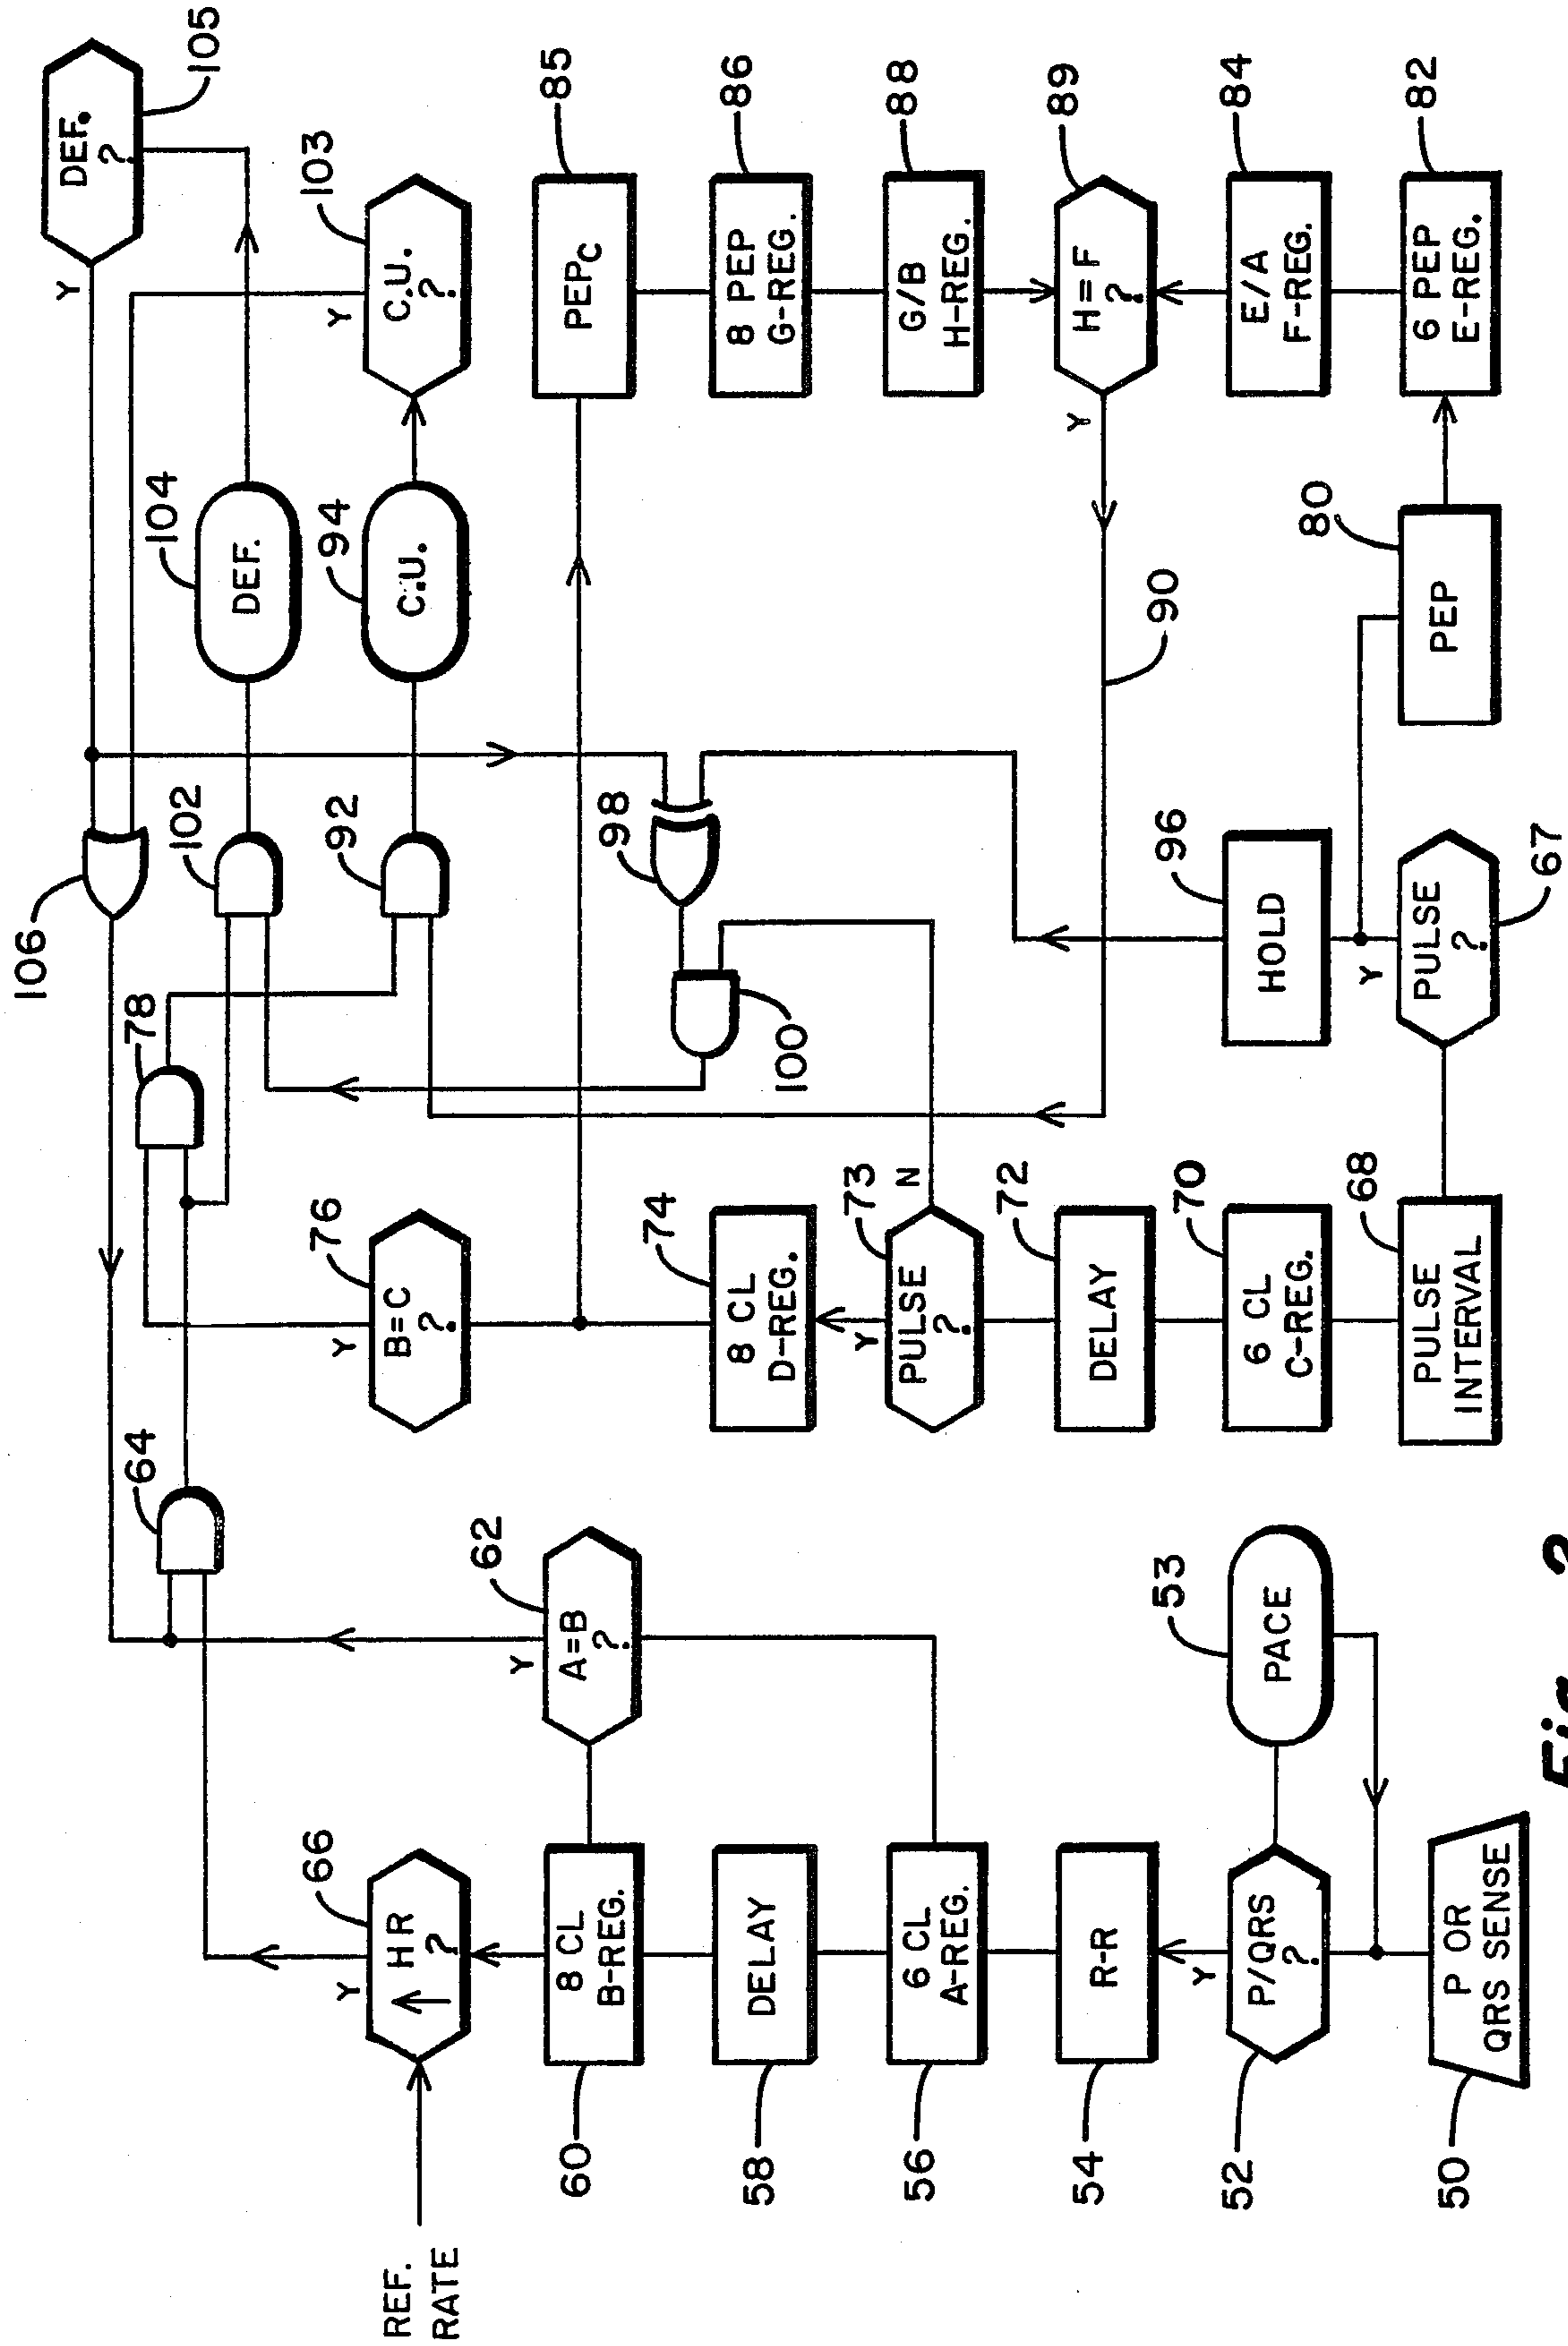 DEF.
?
105
Y
106
104
DEF.
102
78
64
103
C.U.
?
Y
94
C.U.
92
76
B=C
?
Y
66
↑ HR
?
Y
REF.
RATE
85
PEPC
98
62
A=B
?
Y
60
8 CL
B-REG.
86
8 PEP
G-REG.
100
74
8 CL
D-REG.
58
DELAY
88
G/B
H-REG.
73
PULSE
?
Y
N
56
6 CL
A-REG.
89
H=F
?
Y
90
72
DELAY
54
R-R
84
E/A
F-REG.
96
HOLD
70
6 CL
C-REG.
53
PACE
52
P/QRS
?
Y
82
6 PEP
E-REG.
80
PEP
67
PULSE
?
Y
68
PULSE
INTERVAL
50
P OR
QRS SENSE